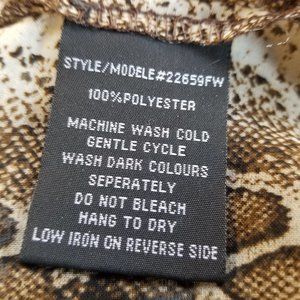 STYLE/MODELE#22659FW
100%POLYESTER
MACHINE WASH COLD
GENTLE CYCLE
WASH DARK COLOURS
SEPERATELY
DO NOT BLEACH
HANG TO DRY
LOW IRON ON REVERSE SIDE